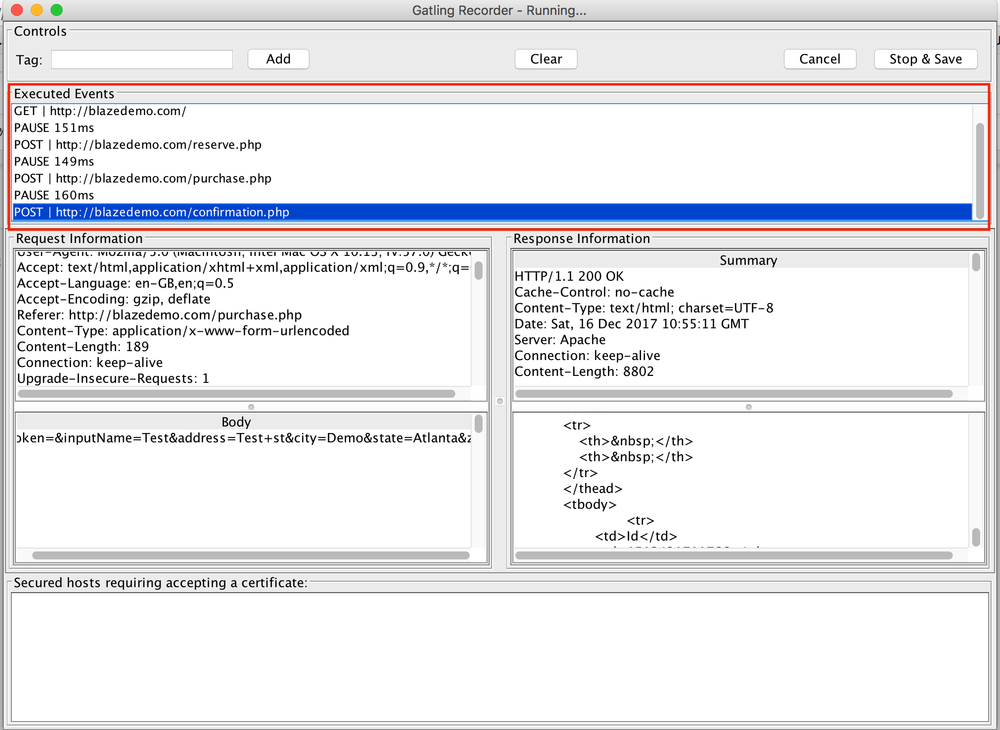 Gatling Recorder - Running...
Controls
Tag:
Add
Clear
Cancel
Stop & Save
Executed Events
GET | http://blazedemo.com/
PAUSE 151ms
POST | http://blazedemo.com/reserve.php
PAUSE 149ms
POST | http://blazedemo.com/purchase.php
PAUSE 160ms
POST | http://blazedemo.com/confirmation.php
Request Information
User-Agent: Mozilla/5.0 (Macintosh; Intel Mac OS X 10.13; rv:57.0)
Accept: text/html,application/xhtml+xml,application/xml;q=0.9,*/*;q=
Accept-Language: en-GB,en;q=0.5
Accept-Encoding: gzip, deflate
Referer: http://blazedemo.com/purchase.php
Content-Type: application/x-www-form-urlencoded
Content-Length: 189
Connection: keep-alive
Upgrade-Insecure-Requests: 1
Body
oken=&inputName=Test&address=Test+st&city=Demo&state=Atlanta&z
Response Information
Summary
HTTP/1.1 200 OK
Cache-Control: no-cache
Content-Type: text/html; charset=UTF-8
Date: Sat, 16 Dec 2017 10:55:11 GMT
Server: Apache
Connection: keep-alive
Content-Length: 8802
<tr>
<th>&nbsp;</th>
<th>&nbsp;</th>
</tr>
</thead>
<tbody>
<tr>
<td>Id</td>
Secured hosts requiring accepting a certificate: